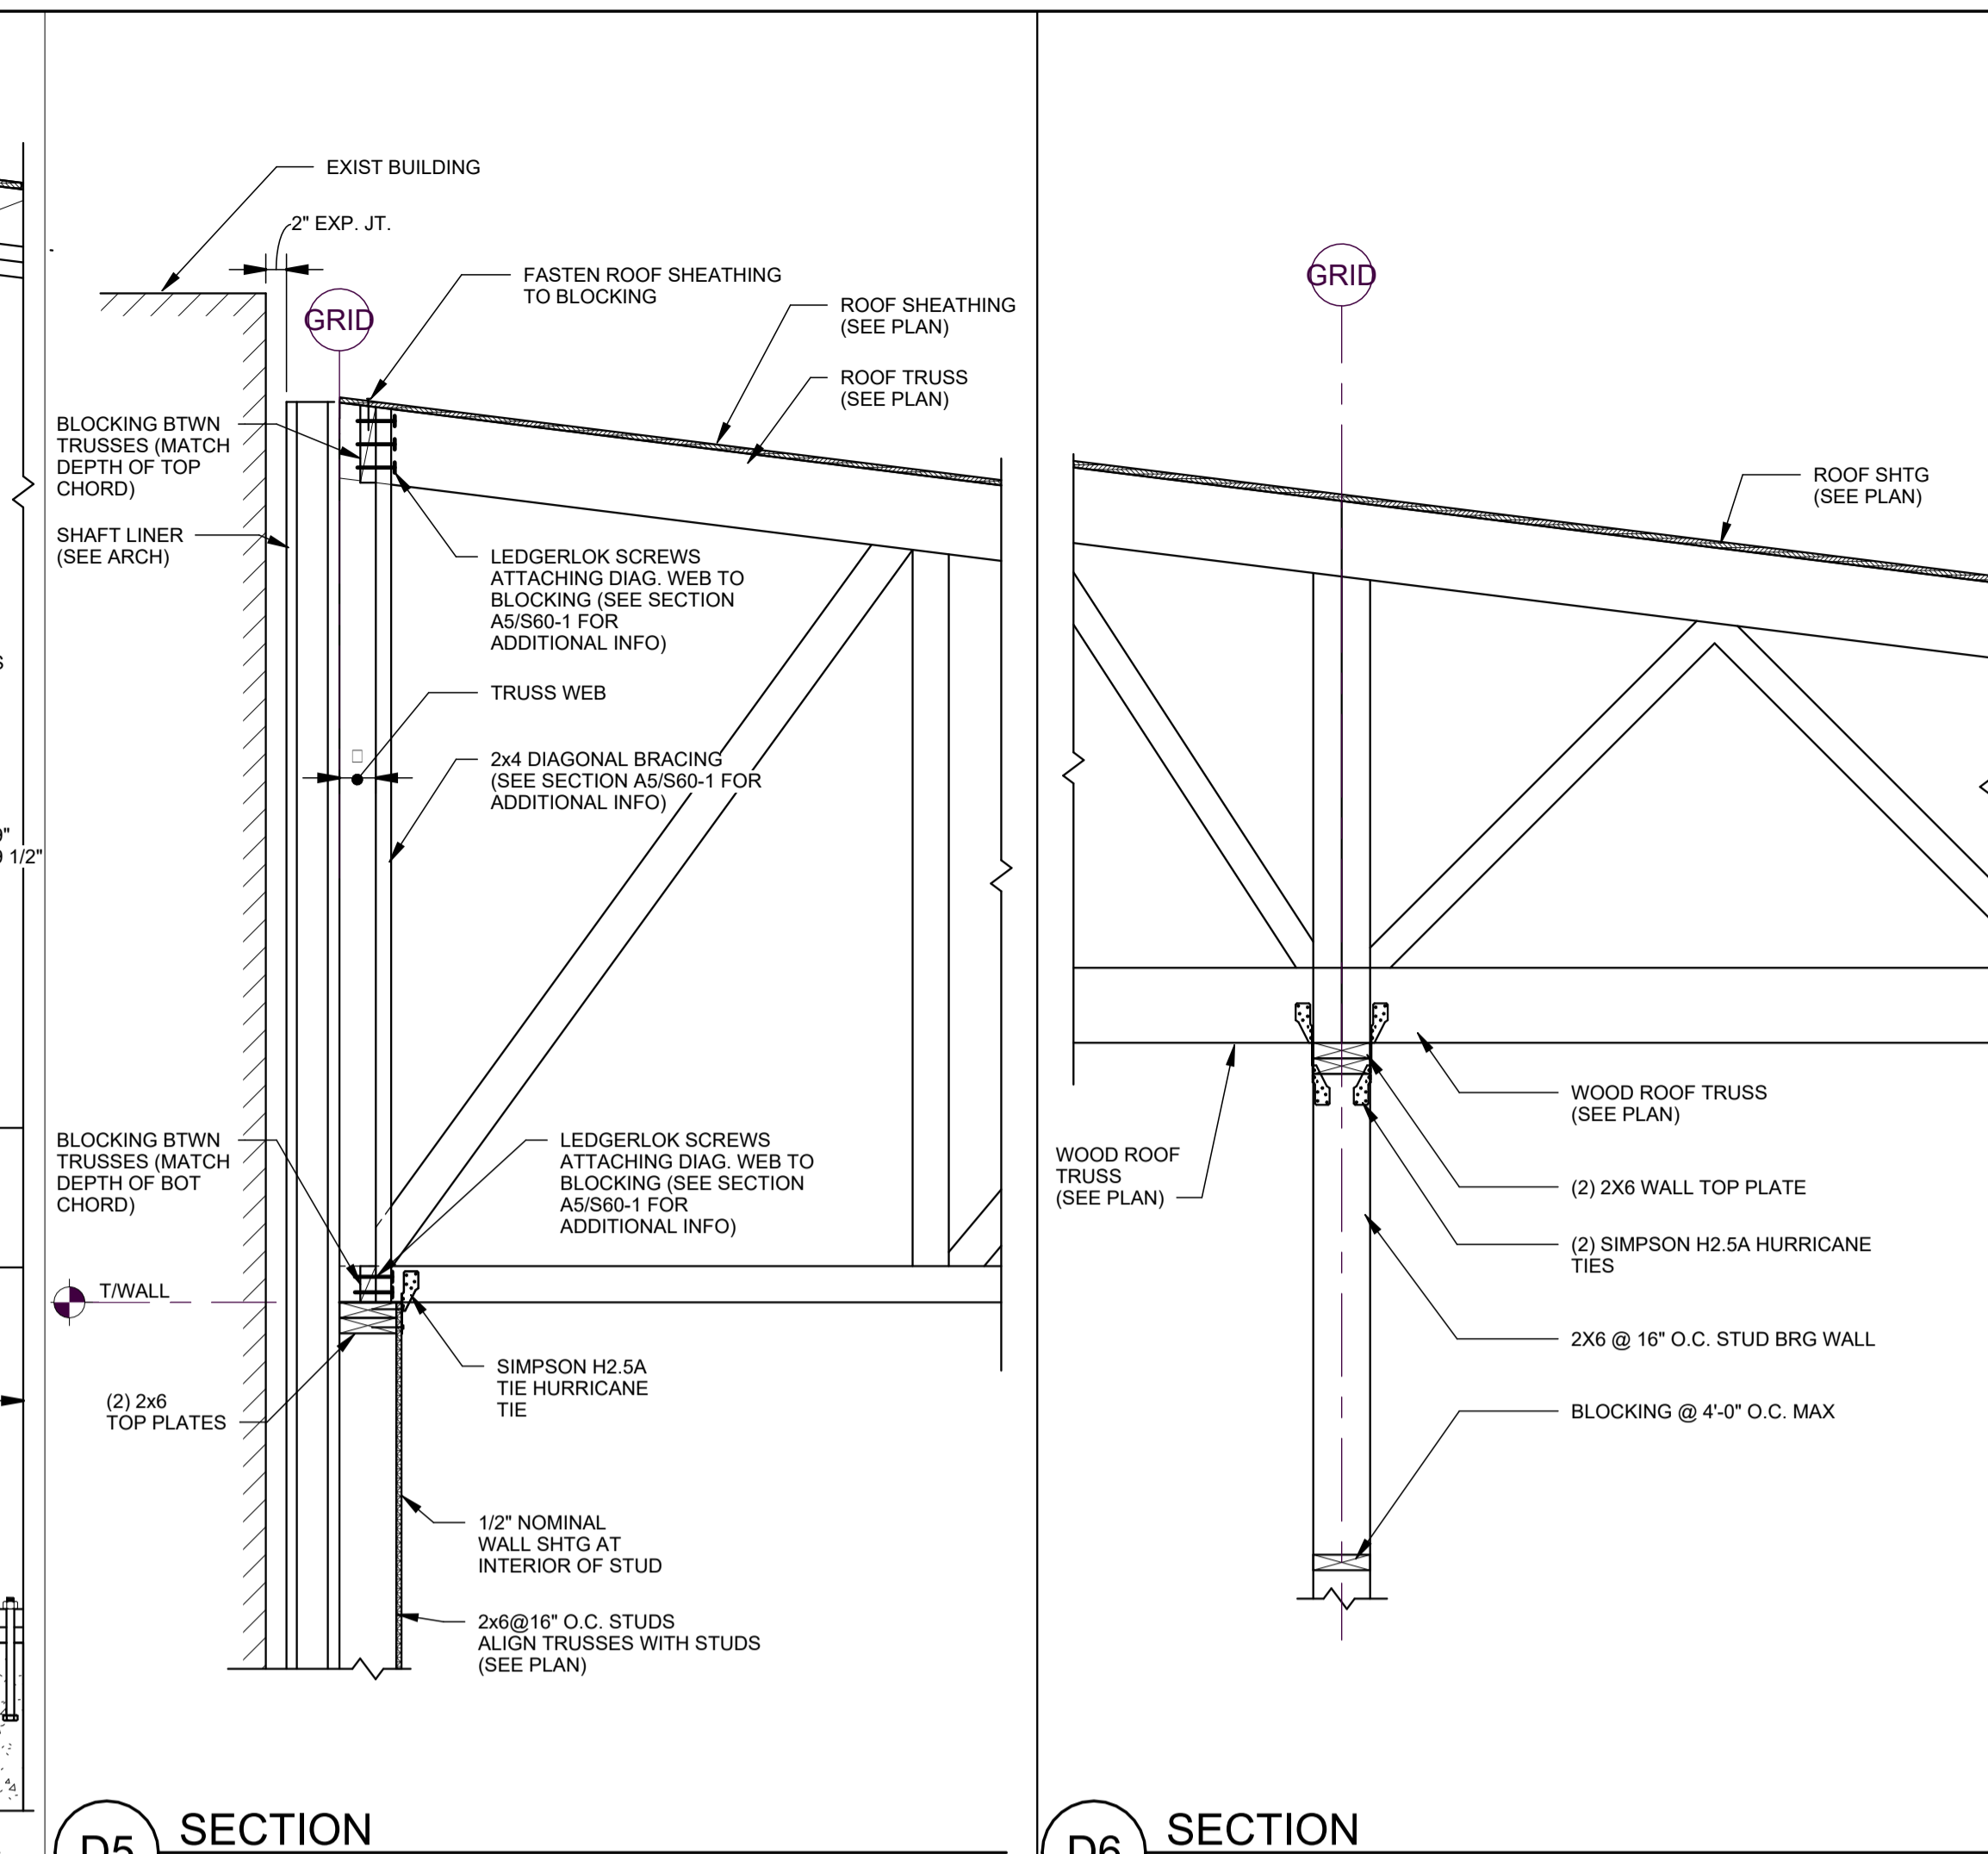 EXIST BUILDING
2" EXP. JT.
GRID
FASTEN ROOF SHEATHING
TO BLOCKING
ROOF SHEATHING
(SEE PLAN)
ROOF TRUSS
(SEE PLAN)
BLOCKING BTWN
TRUSSES (MATCH
DEPTH OF TOP
CHORD)
SHAFT LINER
(SEE ARCH)
LEDGERLOK SCREWS
ATTACHING DIAG. WEB TO
BLOCKING (SEE SECTION
A5/S60-1 FOR
ADDITIONAL INFO)
TRUSS WEB
2x4 DIAGONAL BRACING
(SEE SECTION A5/S60-1 FOR
ADDITIONAL INFO)
1/2"
BLOCKING BTWN
TRUSSES (MATCH
DEPTH OF BOT
CHORD)
LEDGERLOK SCREWS
ATTACHING DIAG. WEB TO
BLOCKING (SEE SECTION
A5/S60-1 FOR
ADDITIONAL INFO)
T/WALL
(2) 2x6
TOP PLATES
SIMPSON H2.5A
TIE HURRICANE
TIE
1/2" NOMINAL
WALL SHTG AT
INTERIOR OF STUD
2x6@16" O.C. STUDS
ALIGN TRUSSES WITH STUDS
(SEE PLAN)
D5
SECTION
GRID
ROOF SHTG
(SEE PLAN)
WOOD ROOF
TRUSS
(SEE PLAN)
WOOD ROOF TRUSS
(SEE PLAN)
(2) 2X6 WALL TOP PLATE
(2) SIMPSON H2.5A HURRICANE
TIES
2X6 @ 16" O.C. STUD BRG WALL
BLOCKING @ 4'-0" O.C. MAX
D6
SECTION